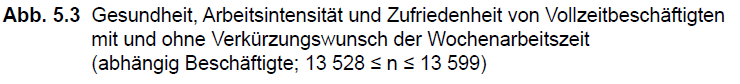 Abb. 5.3 Gesundheit, Arbeitsintensität und Zufriedenheit von Vollzeitbeschäftigten
mit und ohne Verkürzungswunsch der Wochenarbeitszeit
(abhängig Beschäftigte; 13 528 ≤ n ≤ 13 599)